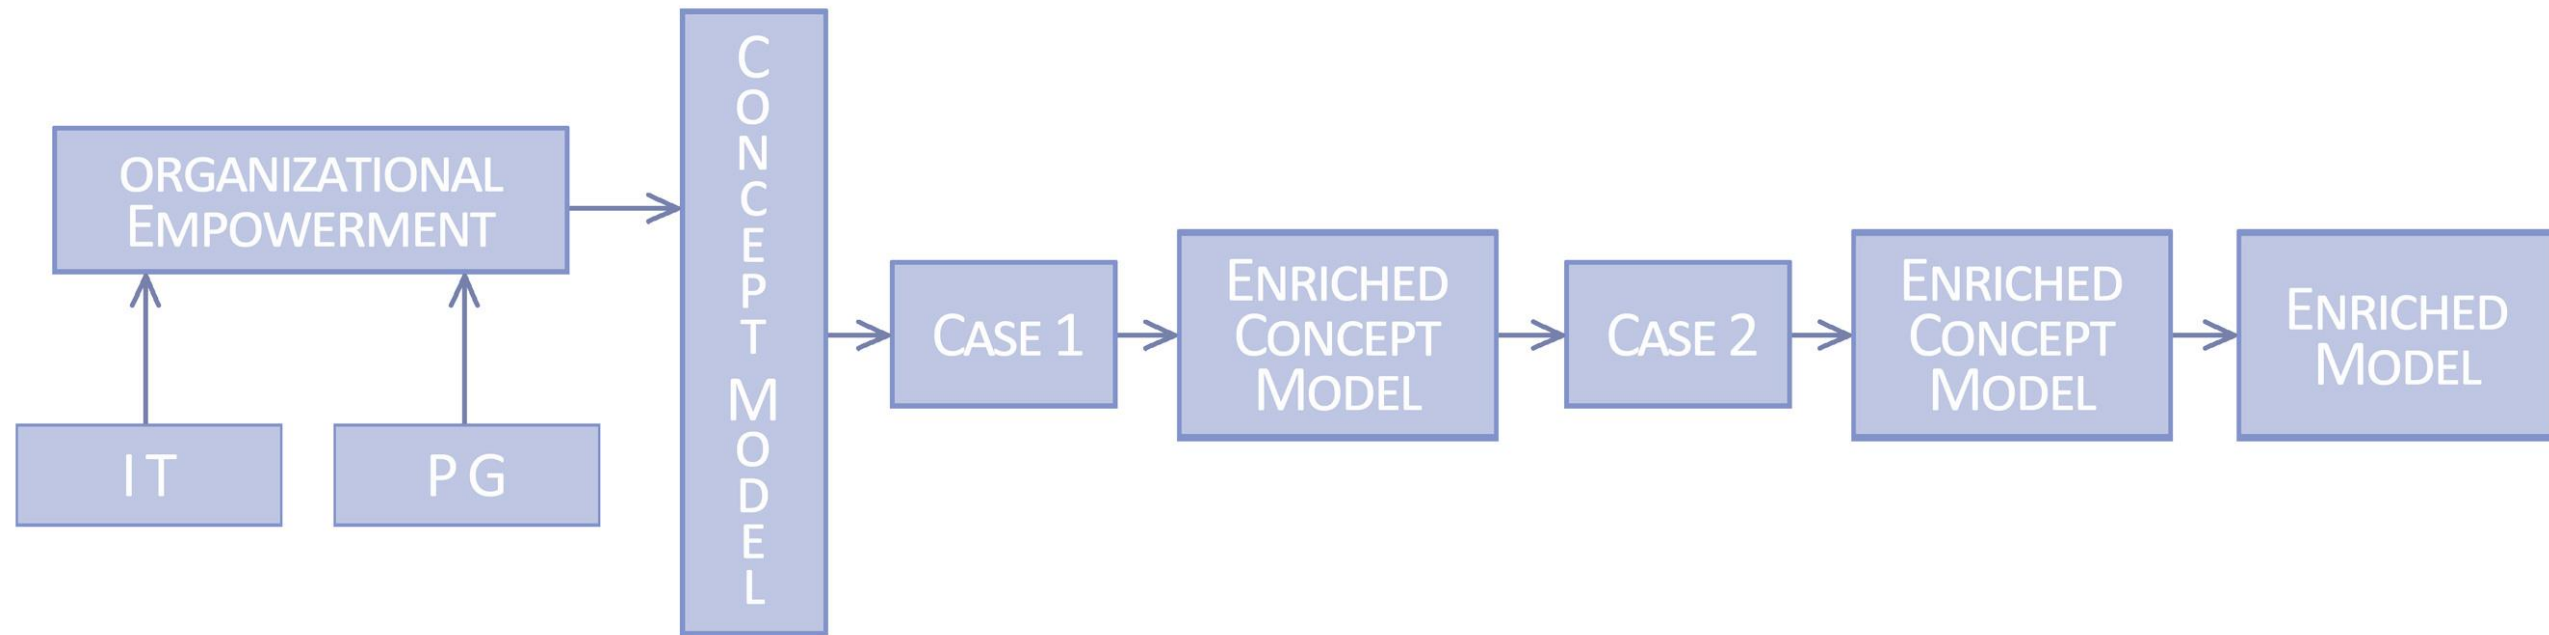 ORGANIZATIONAL
EMPOWERMENT
IT
PG
CONCEPT MODEL
CASE 1
ENRICHED
CONCEPT
MODEL
CASE 2
ENRICHED
CONCEPT
MODEL
ENRICHED
MODEL